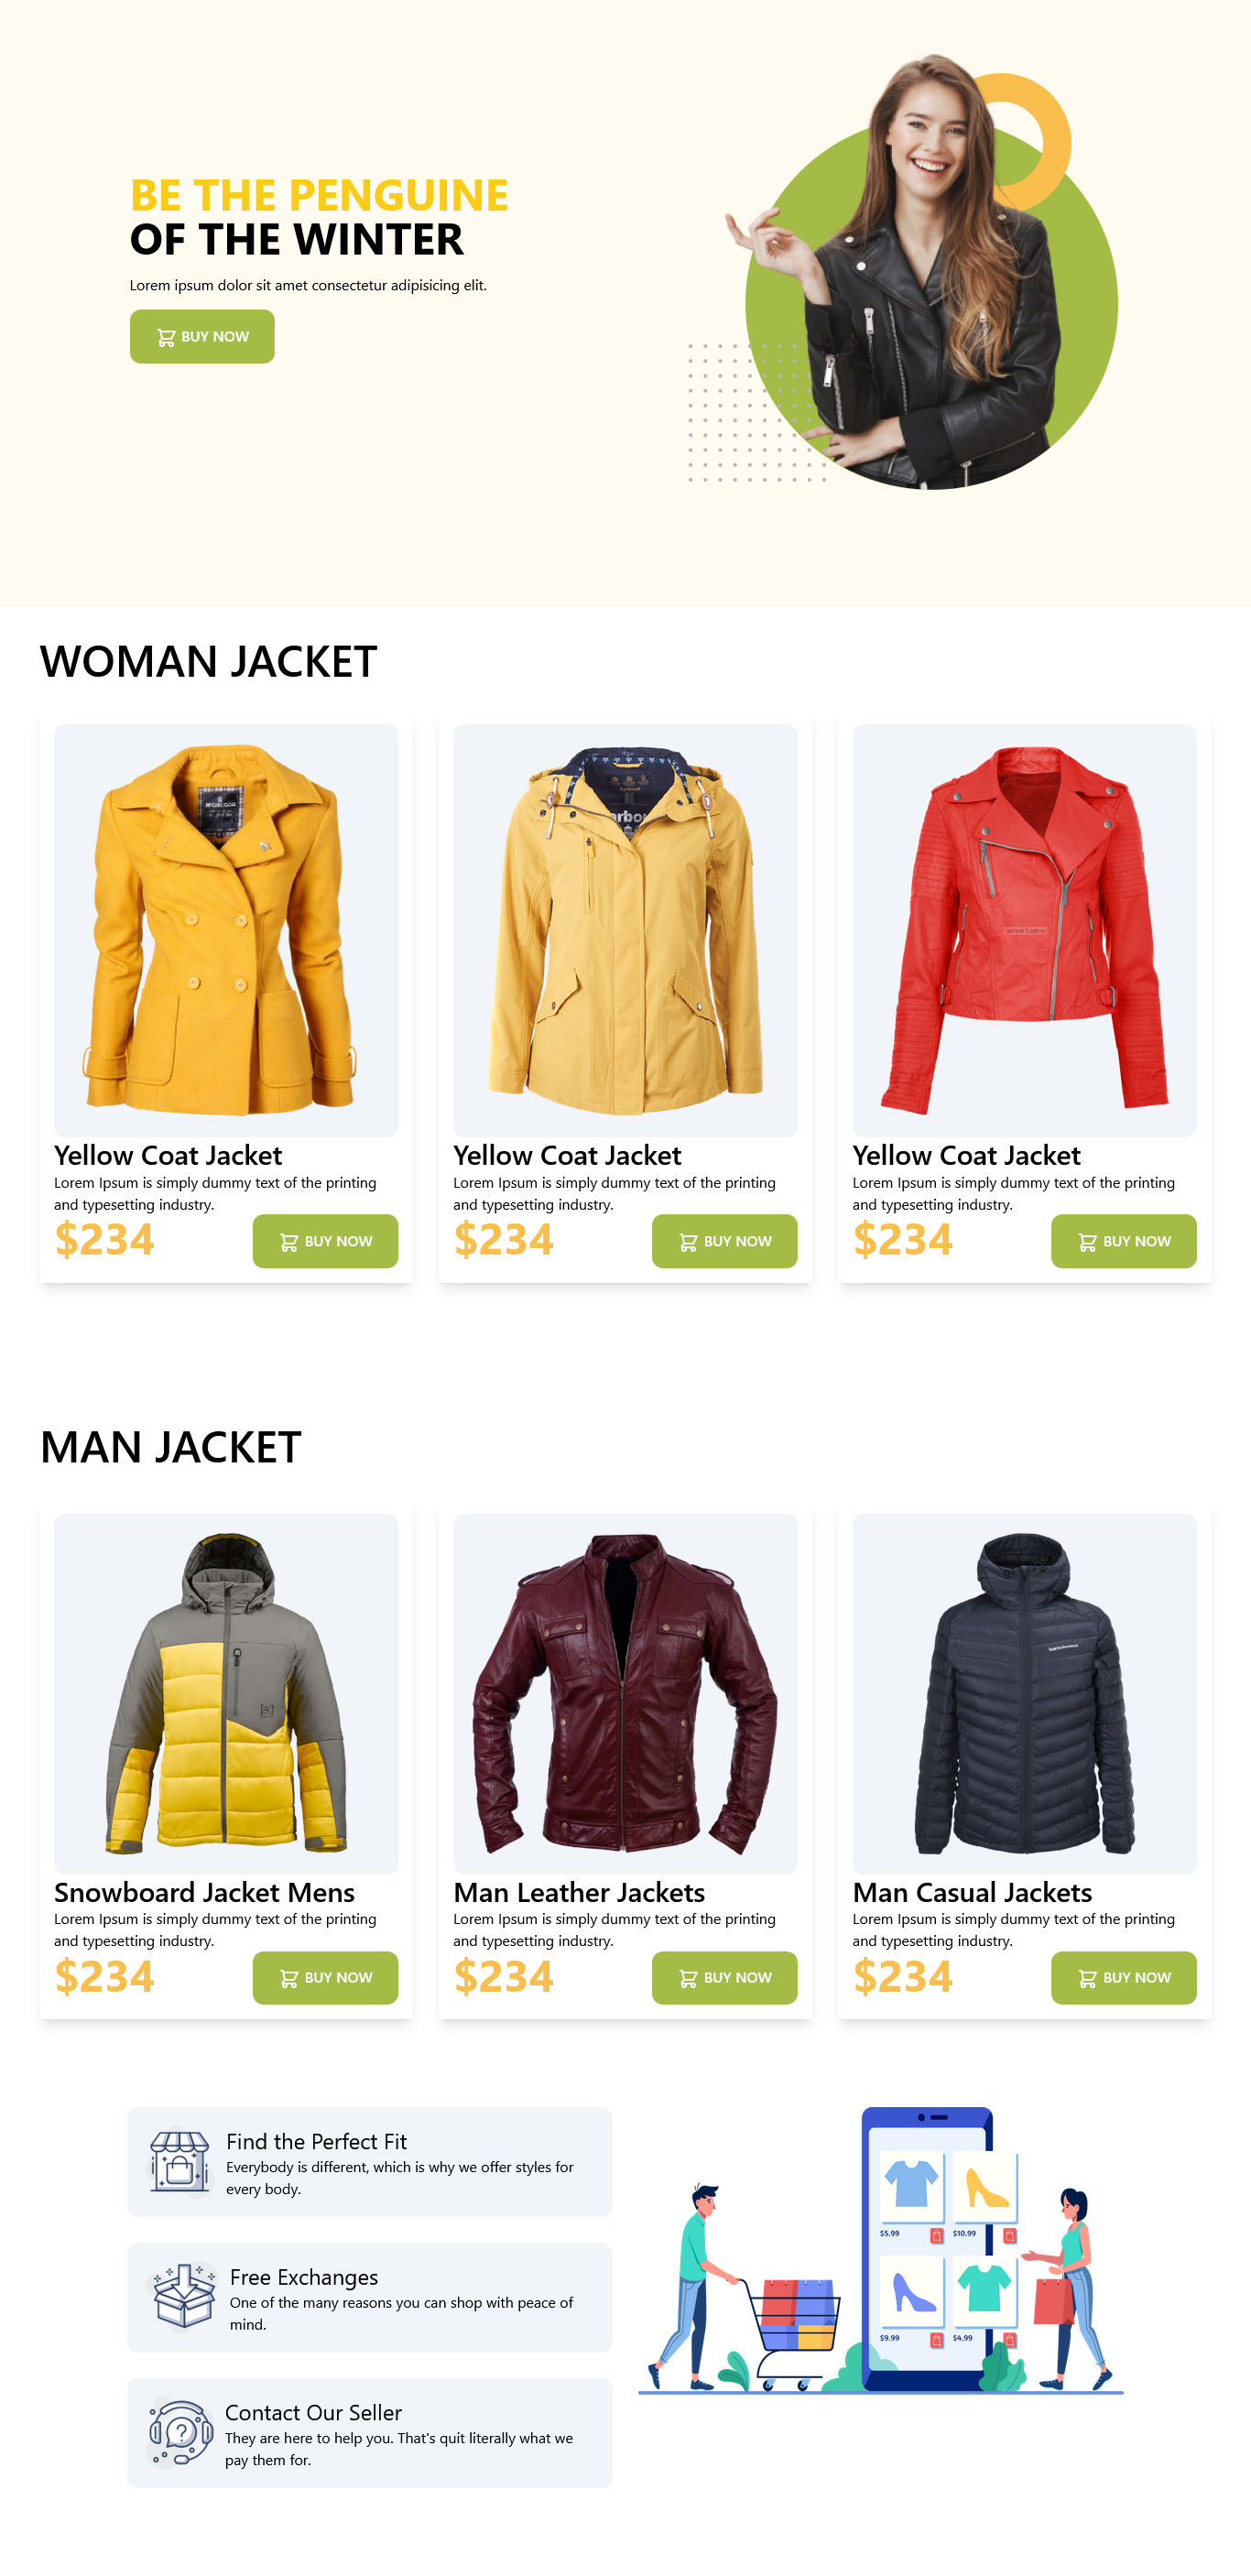 BE THE PENGUINE
OF THE WINTER
Lorem ipsum dolor sit amet consectetur adipisicing elit.
BUY NOW
WOMAN JACKET
Yellow Coat Jacket
Lorem Ipsum is simply dummy text of the printing
and typesetting industry.
$234
BUY NOW
Barbour
Yellow Coat Jacket
Lorem Ipsum is simply dummy text of the printing
and typesetting industry.
$234
BUY NOW
Yellow Coat Jacket
Lorem Ipsum is simply dummy text of the printing
and typesetting industry.
$234
BUY NOW
MAN JACKET
Snowboard Jacket Mens
Lorem Ipsum is simply dummy text of the printing
and typesetting industry.
$234
BUY NOW
Man Leather Jackets
Lorem Ipsum is simply dummy text of the printing
and typesetting industry.
$234
BUY NOW
Man Casual Jackets
Lorem Ipsum is simply dummy text of the printing
and typesetting industry.
$234
BUY NOW
Find the Perfect Fit
Everybody is different, which is why we offer styles for
every body.
Free Exchanges
One of the many reasons you can shop with peace of
mind.
Contact Our Seller
They are here to help you. That's quit literally what we
pay them for.
$5.99
$10.99
$9.99
$4.99